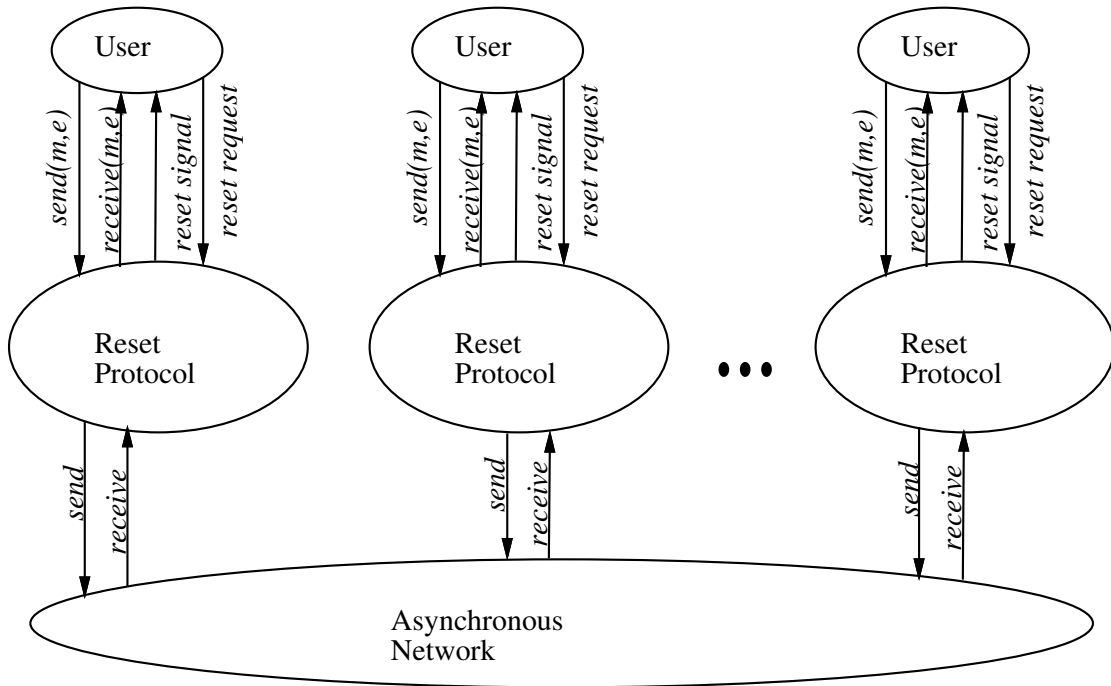 User
User
User
send(m,e)
receive(m,e)
reset signal
reset request
send(m,e)
receive(m,e)
reset signal
reset request
send(m,e)
receive(m,e)
reset signal
reset request
Reset
Protocol
Reset
Protocol
Reset
Protocol
send
receive
send
receive
send
receive
Asynchronous
Network